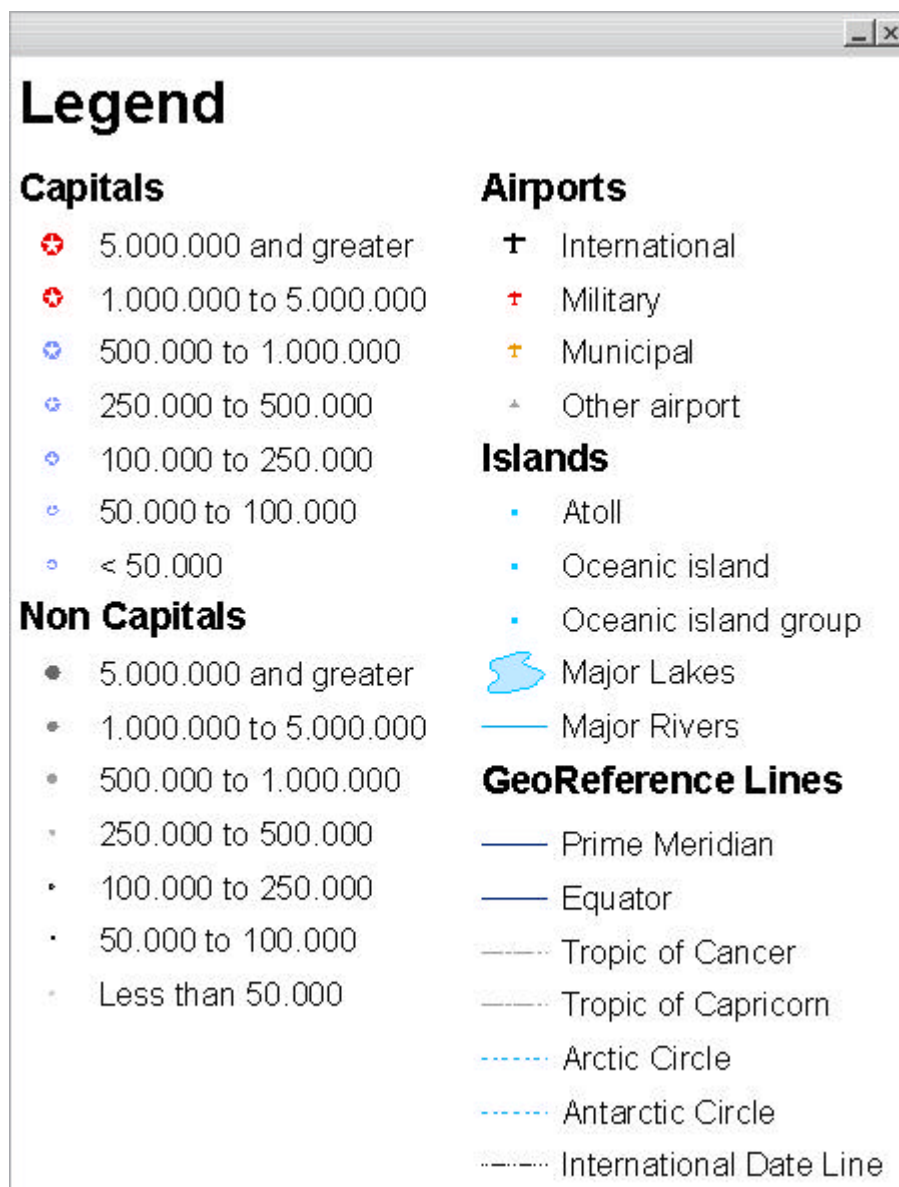 Legend
Capitals
5.000.000 and greater
1.000.000 to 5.000.000
500.000 to 1.000.000
250.000 to 500.000
100.000 to 250.000
50.000 to 100.000
< 50.000
Non Capitals
5.000.000 and greater
1.000.000 to 5.000.000
500.000 to 1.000.000
250.000 to 500.000
100.000 to 250.000
50.000 to 100.000
Less than 50.000
Airports
International
Military
Municipal
Other airport
Islands
Atoll
Oceanic island
Oceanic island group
Major Lakes
Major Rivers
GeoReference Lines
Prime Meridian
Equator
Tropic of Cancer
Tropic of Capricorn
Arctic Circle
Antarctic Circle
International Date Line